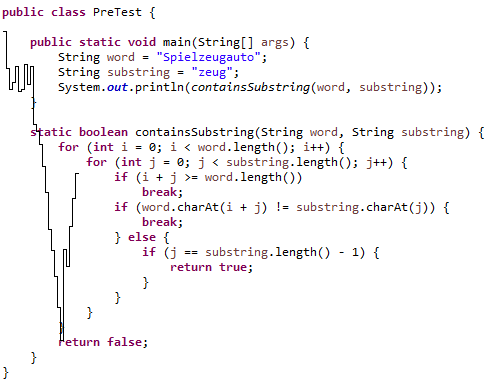 public class PreTest {
    public static void main(String[] args) {
        String word = "Spielzeugauto";
        String substring = "zeug";
        System.out.println(containsSubstring(word, substring));
    }
    static boolean containsSubstring(String word, String substring) {
        for (int i = 0; i < word.length(); i++) {
            for (int j = 0; j < substring.length(); j++) {
                if (i + j >= word.length())
                    break;
                if (word.charAt(i + j) != substring.charAt(j)) {
                    break;
                } else {
                    if (j == substring.length() - 1) {
                        return true;
                    }
                }
            }
        }
        return false;
    }
}